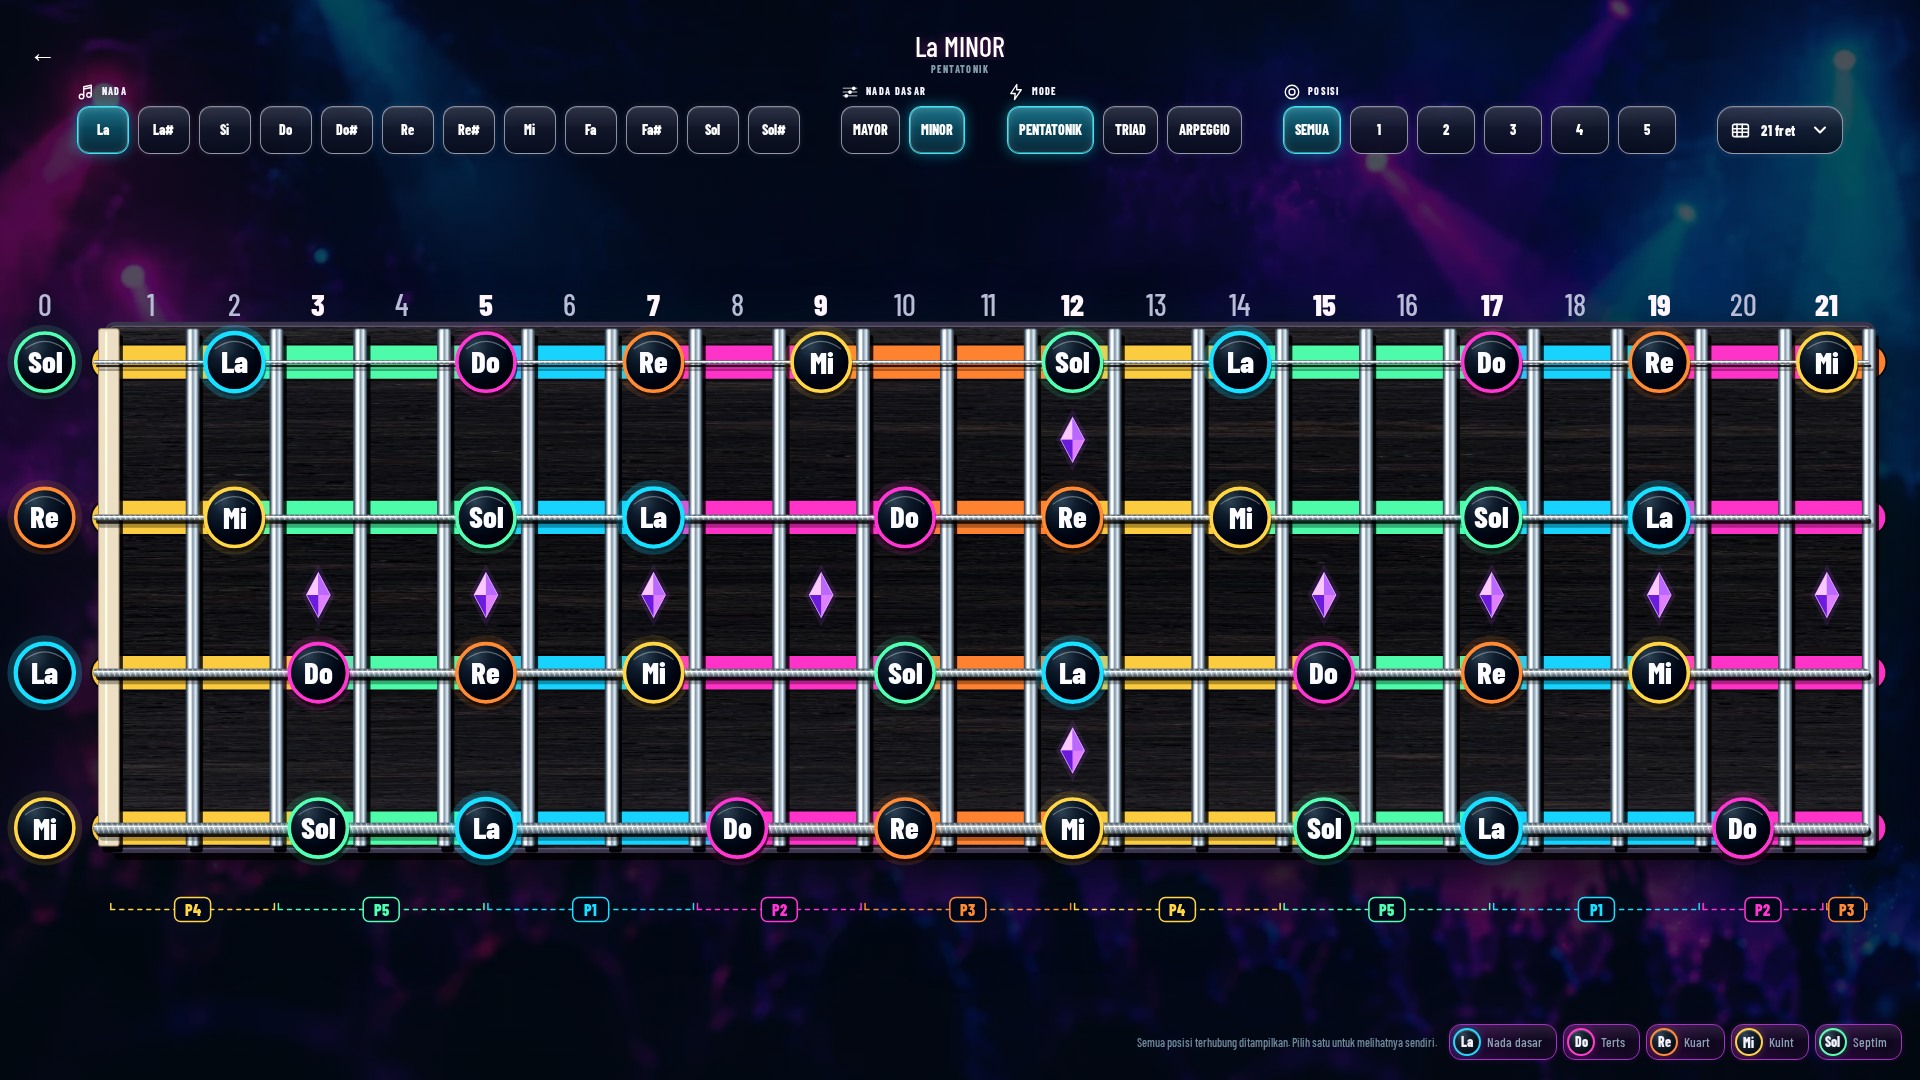 ←
La MINOR
PENTATONIK
NADA
NADA DASAR
MODE
POSISI
La La# Si Do Do# Re Re# Mi Fa Fa# Sol Sol# MAYOR MINOR PENTATONIK TRIAD ARPEGGIO SEMUA 1 2 3 4 5 21 fret
0 1 2 3 4 5 6 7 8 9 10 11 12 13 14 15 16 17 18 19 20 21
Sol La Do Re Mi Sol La Do Re Mi
Re Mi Sol La Do Re Mi Sol La
La Do Re Mi Sol La Do Re Mi
Mi Sol La Do Re Mi Sol La Do
P4 P5 P1 P2 P3 P4 P5 P1 P2 P3
Semua posisi terhubung ditampilkan. Pilih satu untuk melihatnya sendiri. La Nada dasar Do Terts Re Kuart Mi Kuint Sol Septim